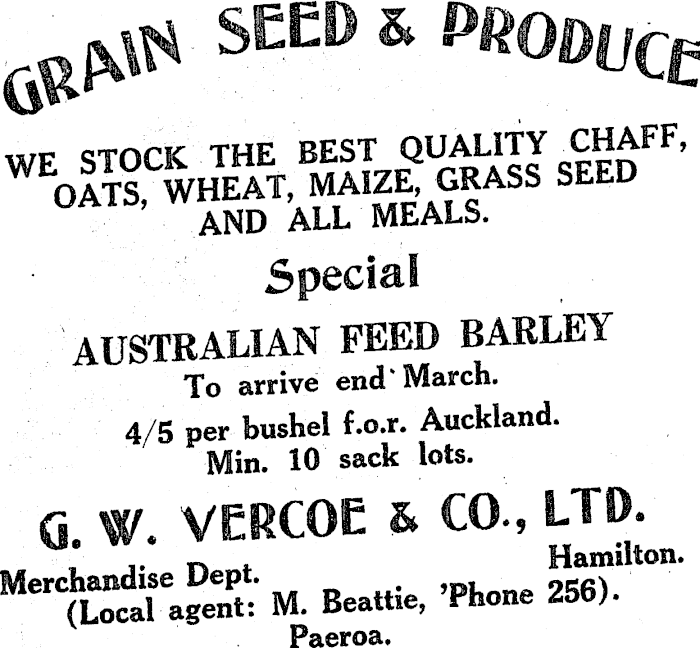 GRAIN SEED & PRODUCE
WE STOCK THE BEST QUALITY CHAFF,
OATS, WHEAT, MAIZE, GRASS SEED
AND ALL MEALS.
Special
AUSTRALIAN FEED BARLEY
To arrive end March.
4/5 per bushel f.o.r. Auckland.
Min. 10 sack lots.
G. W. VERCOE & CO., LTD.
Merchandise Dept. Hamilton.
(Local agent: M. Beattie, 'Phone 256).
Paeroa.